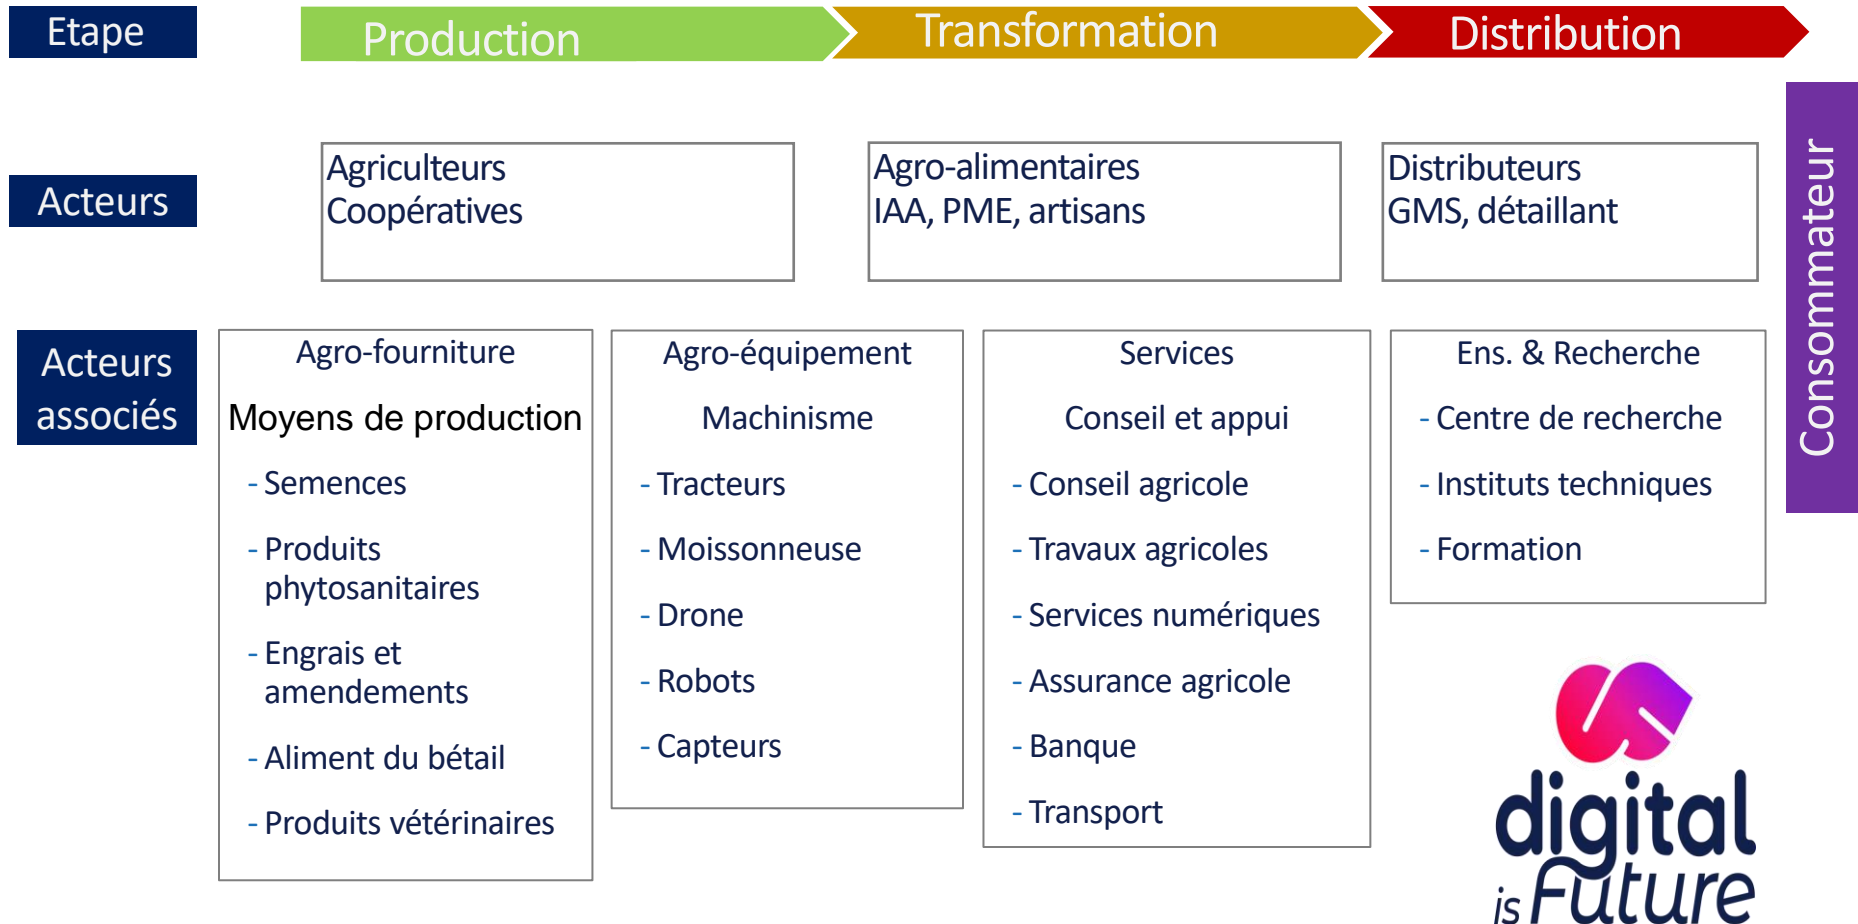 Etape
Production
Transformation
Distribution
Consommateur
Acteurs
Agriculteurs
Coopératives
Agro-alimentaires
IAA, PME, artisans
Distributeurs
GMS, détaillant
Acteurs
associés
Agro-fourniture
Moyens de production
- Semences
- Produits
phytosanitaires
- Engrais et
amendements
- Aliment du bétail
- Produits vétérinaires
Agro-équipement
Machinisme
- Tracteurs
- Moissonneuse
- Drone
- Robots
- Capteurs
Services
Conseil et appui
- Conseil agricole
- Travaux agricoles
- Services numériques
- Assurance agricole
- Banque
- Transport
Ens. & Recherche
- Centre de recherche
- Instituts techniques
- Formation
digital
is Future